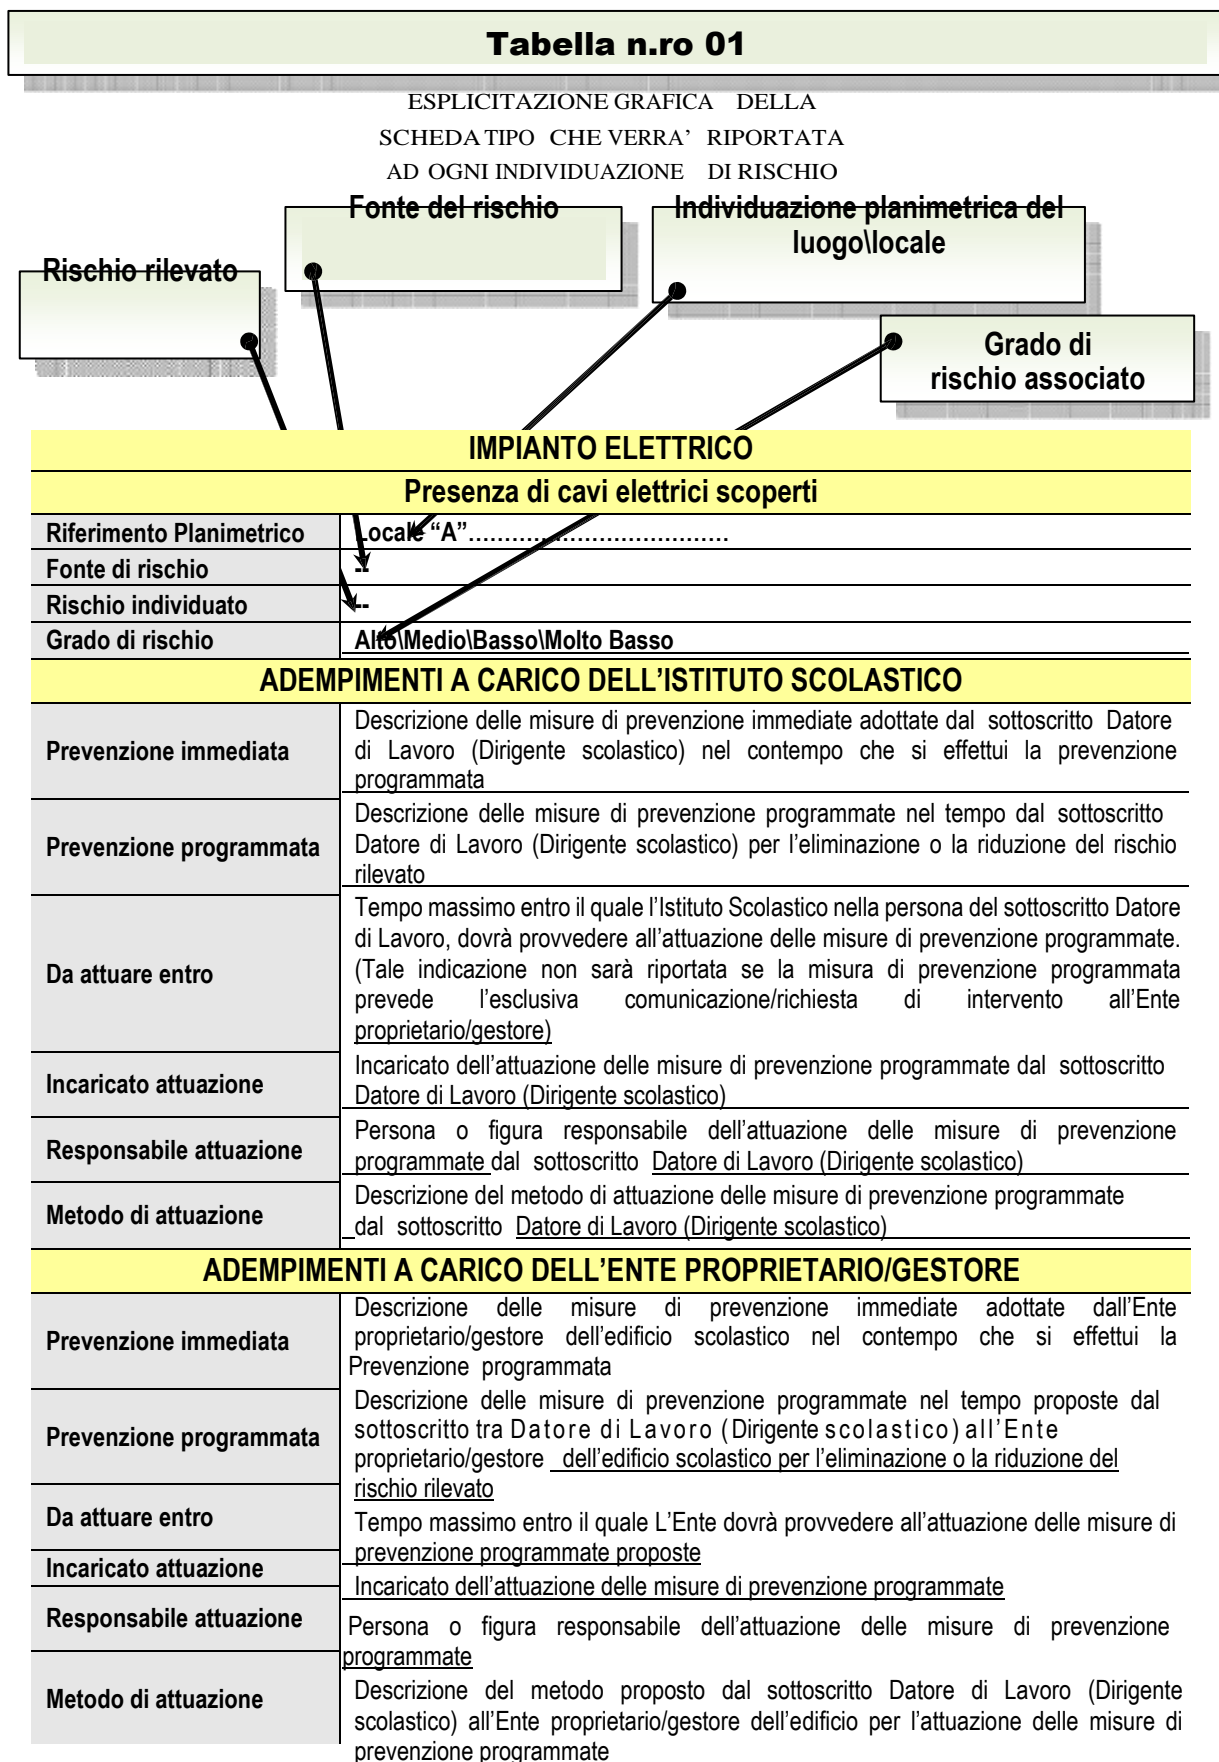 Tabella n.ro 01
ESPLICITAZIONE GRAFICA DELLA
SCHEDA TIPO CHE VERRA’ RIPORTATA
AD OGNI INDIVIDUAZIONE DI RISCHIO
Fonte del rischio
Individuazione planimetrica del
luogo\locale
Rischio rilevato
Grado di
rischio associato
IMPIANTO ELETTRICO
Presenza di cavi elettrici scoperti
Riferimento Planimetrico
Locale “A”………………………………
Fonte di rischio
--
Rischio individuato
--
Grado di rischio
Alto\Medio\Basso\Molto Basso
ADEMPIMENTI A CARICO DELL’ISTITUTO SCOLASTICO
Prevenzione immediata
Descrizione delle misure di prevenzione immediate adottate dal sottoscritto Datore
di Lavoro (Dirigente scolastico) nel contempo che si effettui la prevenzione
programmata
Prevenzione programmata
Descrizione delle misure di prevenzione programmate nel tempo dal sottoscritto
Datore di Lavoro (Dirigente scolastico) per l’eliminazione o la riduzione del rischio
rilevato
Da attuare entro
Tempo massimo entro il quale l’Istituto Scolastico nella persona del sottoscritto Datore
di Lavoro, dovrà provvedere all’attuazione delle misure di prevenzione programmate.
(Tale indicazione non sarà riportata se la misura di prevenzione programmata
prevede l’esclusiva comunicazione/richiesta di intervento all’Ente
proprietario/gestore)
Incaricato attuazione
Incaricato dell’attuazione delle misure di prevenzione programmate dal sottoscritto
Datore di Lavoro (Dirigente scolastico)
Responsabile attuazione
Persona o figura responsabile dell’attuazione delle misure di prevenzione
programmate dal sottoscritto Datore di Lavoro (Dirigente scolastico)
Metodo di attuazione
Descrizione del metodo di attuazione delle misure di prevenzione programmate
dal sottoscritto Datore di Lavoro (Dirigente scolastico)
ADEMPIMENTI A CARICO DELL’ENTE PROPRIETARIO/GESTORE
Prevenzione immediata
Descrizione delle misure di prevenzione immediate adottate dall’Ente
proprietario/gestore dell’edificio scolastico nel contempo che si effettui la
Prevenzione programmata
Prevenzione programmata
Descrizione delle misure di prevenzione programmate nel tempo proposte dal
sottoscritto tra Datore di Lavoro (Dirigente scolastico) all’Ente
proprietario/gestore dell’edificio scolastico per l’eliminazione o la riduzione del
rischio rilevato
Da attuare entro
Tempo massimo entro il quale L’Ente dovrà provvedere all’attuazione delle misure di
prevenzione programmate proposte
Incaricato attuazione
Incaricato dell’attuazione delle misure di prevenzione programmate
Responsabile attuazione
Persona o figura responsabile dell’attuazione delle misure di prevenzione
programmate
Metodo di attuazione
Descrizione del metodo proposto dal sottoscritto Datore di Lavoro (Dirigente
scolastico) all’Ente proprietario/gestore dell’edificio per l’attuazione delle misure di
prevenzione programmate